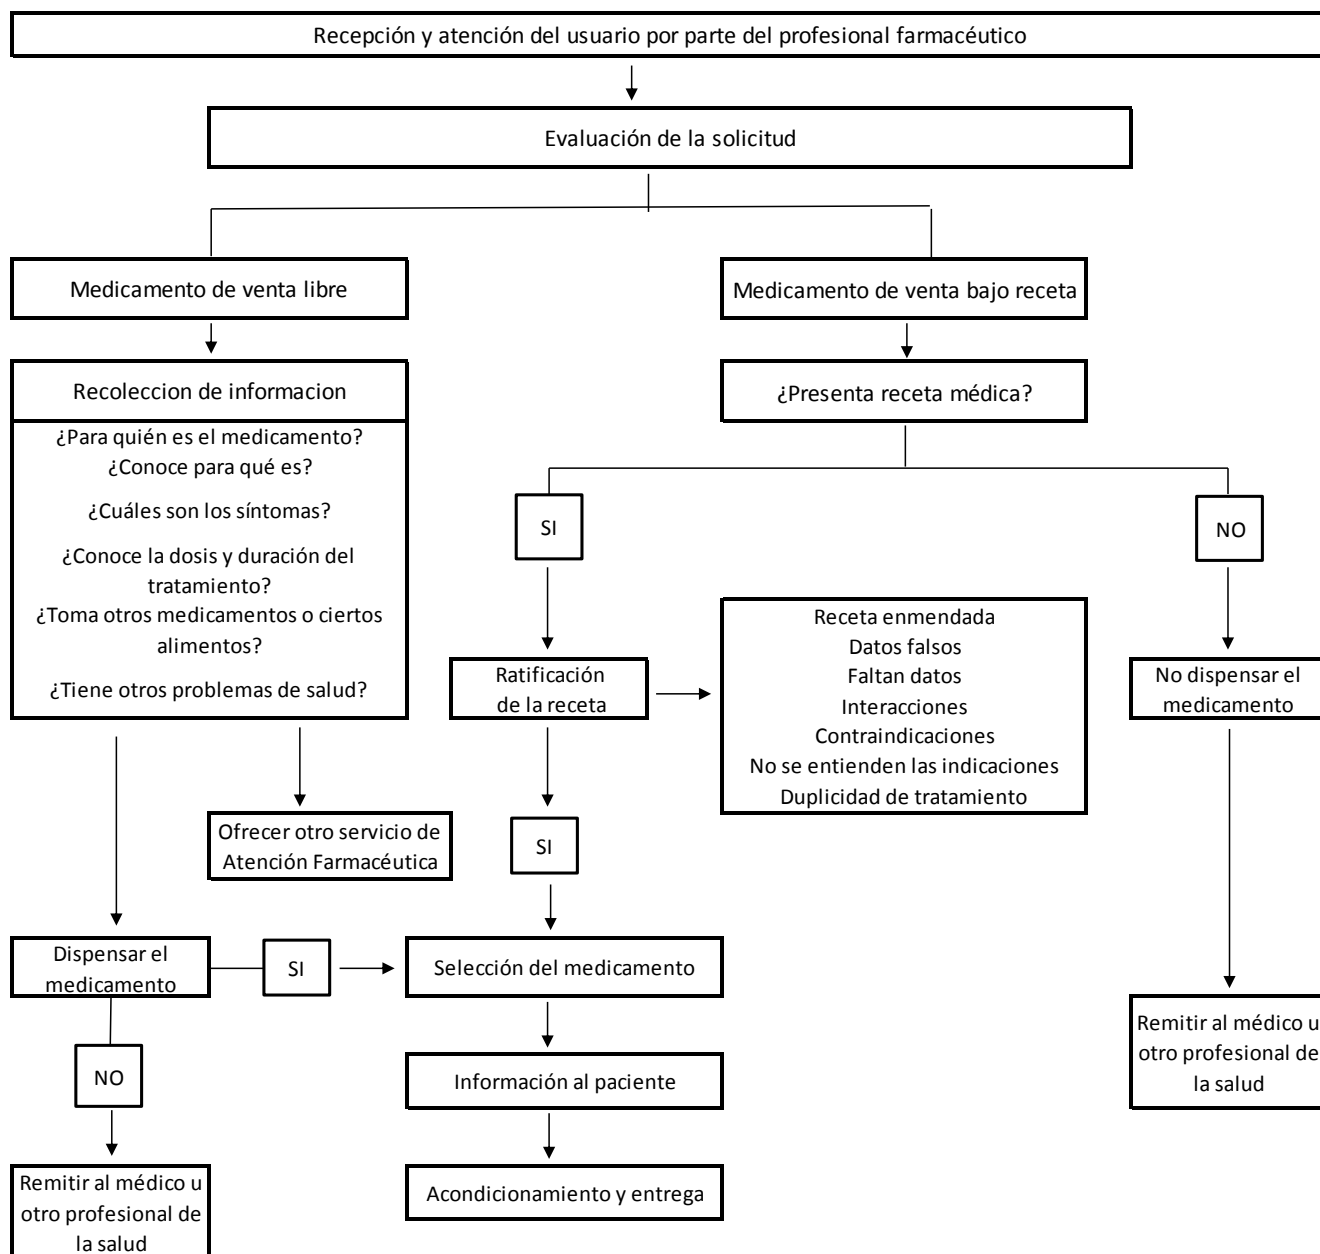 Recepción y atención del usuario por parte del profesional farmacéutico
Evaluación de la solicitud
Medicamento de venta libre
Medicamento de venta bajo receta
Recoleccion de informacion
¿Para quién es el medicamento?
¿Conoce para qué es?
¿Cuáles son los síntomas?
¿Conoce la dosis y duración del
tratamiento?
¿Toma otros medicamentos o ciertos
alimentos?
¿Tiene otros problemas de salud?
¿Presenta receta médica?
SI
NO
Ratificación
de la receta
Receta enmendada
Datos falsos
Faltan datos
Interacciones
Contraindicaciones
No se entienden las indicaciones
Duplicidad de tratamiento
No dispensar el
medicamento
Ofrecer otro servicio de
Atención Farmacéutica
SI
Dispensar el
medicamento
SI
Selección del medicamento
NO
Información al paciente
Remitir al médico u
otro profesional de
la salud
Remitir al médico u
otro profesional de
la salud
Acondicionamiento y entrega